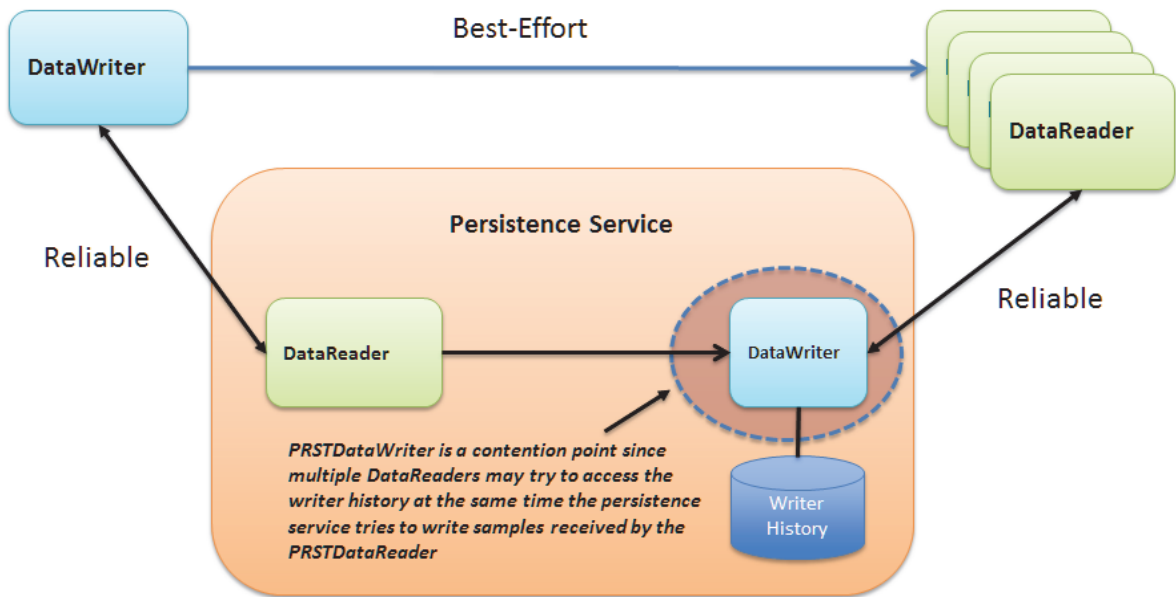 Best-Effort
DataWriter
DataReader
Persistence Service
Reliable
Reliable
DataReader
DataWriter
PRSTDataWriter is a contention point since
multiple DataReaders may try to access the
writer history at the same time the persistence
service tries to write samples received by the
PRSTDataReader
Writer
History